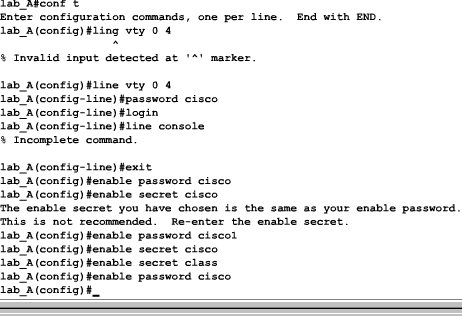 lab_A#conf t
Enter configuration commands, one per line.  End with END.
lab_A(config)#ling vty 0 4
                ^
% Invalid input detected at '^' marker.

lab_A(config)#line vty 0 4
lab_A(config-line)#password cisco
lab_A(config-line)#login
lab_A(config-line)#line console
% Incomplete command.

lab_A(config-line)#exit
lab_A(config)#enable password cisco
lab_A(config)#enable secret cisco
The enable secret you have chosen is the same as your enable password.
This is not recommended.  Re-enter the enable secret.
lab_A(config)#enable password cisco1
lab_A(config)#enable secret cisco
lab_A(config)#enable secret class
lab_A(config)#enable password cisco
lab_A(config)#_